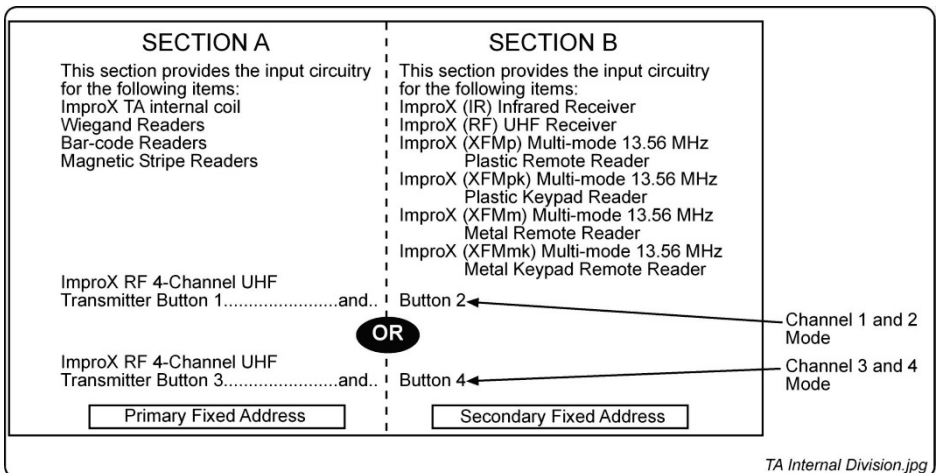 SECTION A
This section provides the input circuitry
for the following items:
ImproX TA internal coil
Wiegand Readers
Bar-code Readers
Magnetic Stripe Readers
SECTION B
This section provides the input circuitry
for the following items:
ImproX (IR) Infrared Receiver
ImproX (RF) UHF Receiver
ImproX (XFMp) Multi-mode 13.56 MHz
Plastic Remote Reader
ImproX (XFMpk) Multi-mode 13.56 MHz
Plastic Keypad Reader
ImproX (XFMm) Multi-mode 13.56 MHz
Metal Remote Reader
ImproX (XFMmk) Multi-mode 13.56 MHz
Metal Keypad Remote Reader
ImproX RF 4-Channel UHF
Transmitter Button 1.......................and.. Button 2
Channel 1 and 2
Mode
OR
ImproX RF 4-Channel UHF
Transmitter Button 3.......................and.. Button 4
Channel 3 and 4
Mode
Primary Fixed Address
Secondary Fixed Address
TA Internal Division.jpg